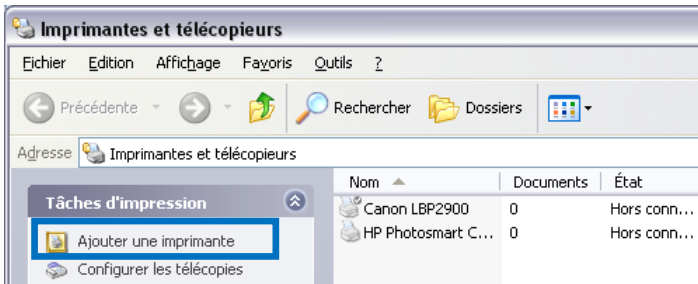 Imprimantes et télécopieurs
Fichier Edition Affichage Favoris Outils ?
Précédente Rechercher Dossiers
Adresse Imprimantes et télécopieurs
Nom Documents État
Tâches d'impression
Canon LBP2900 0 Hors conn...
HP Photosmart C... 0 Hors conn...
Ajouter une imprimante
Configurer les télécopies